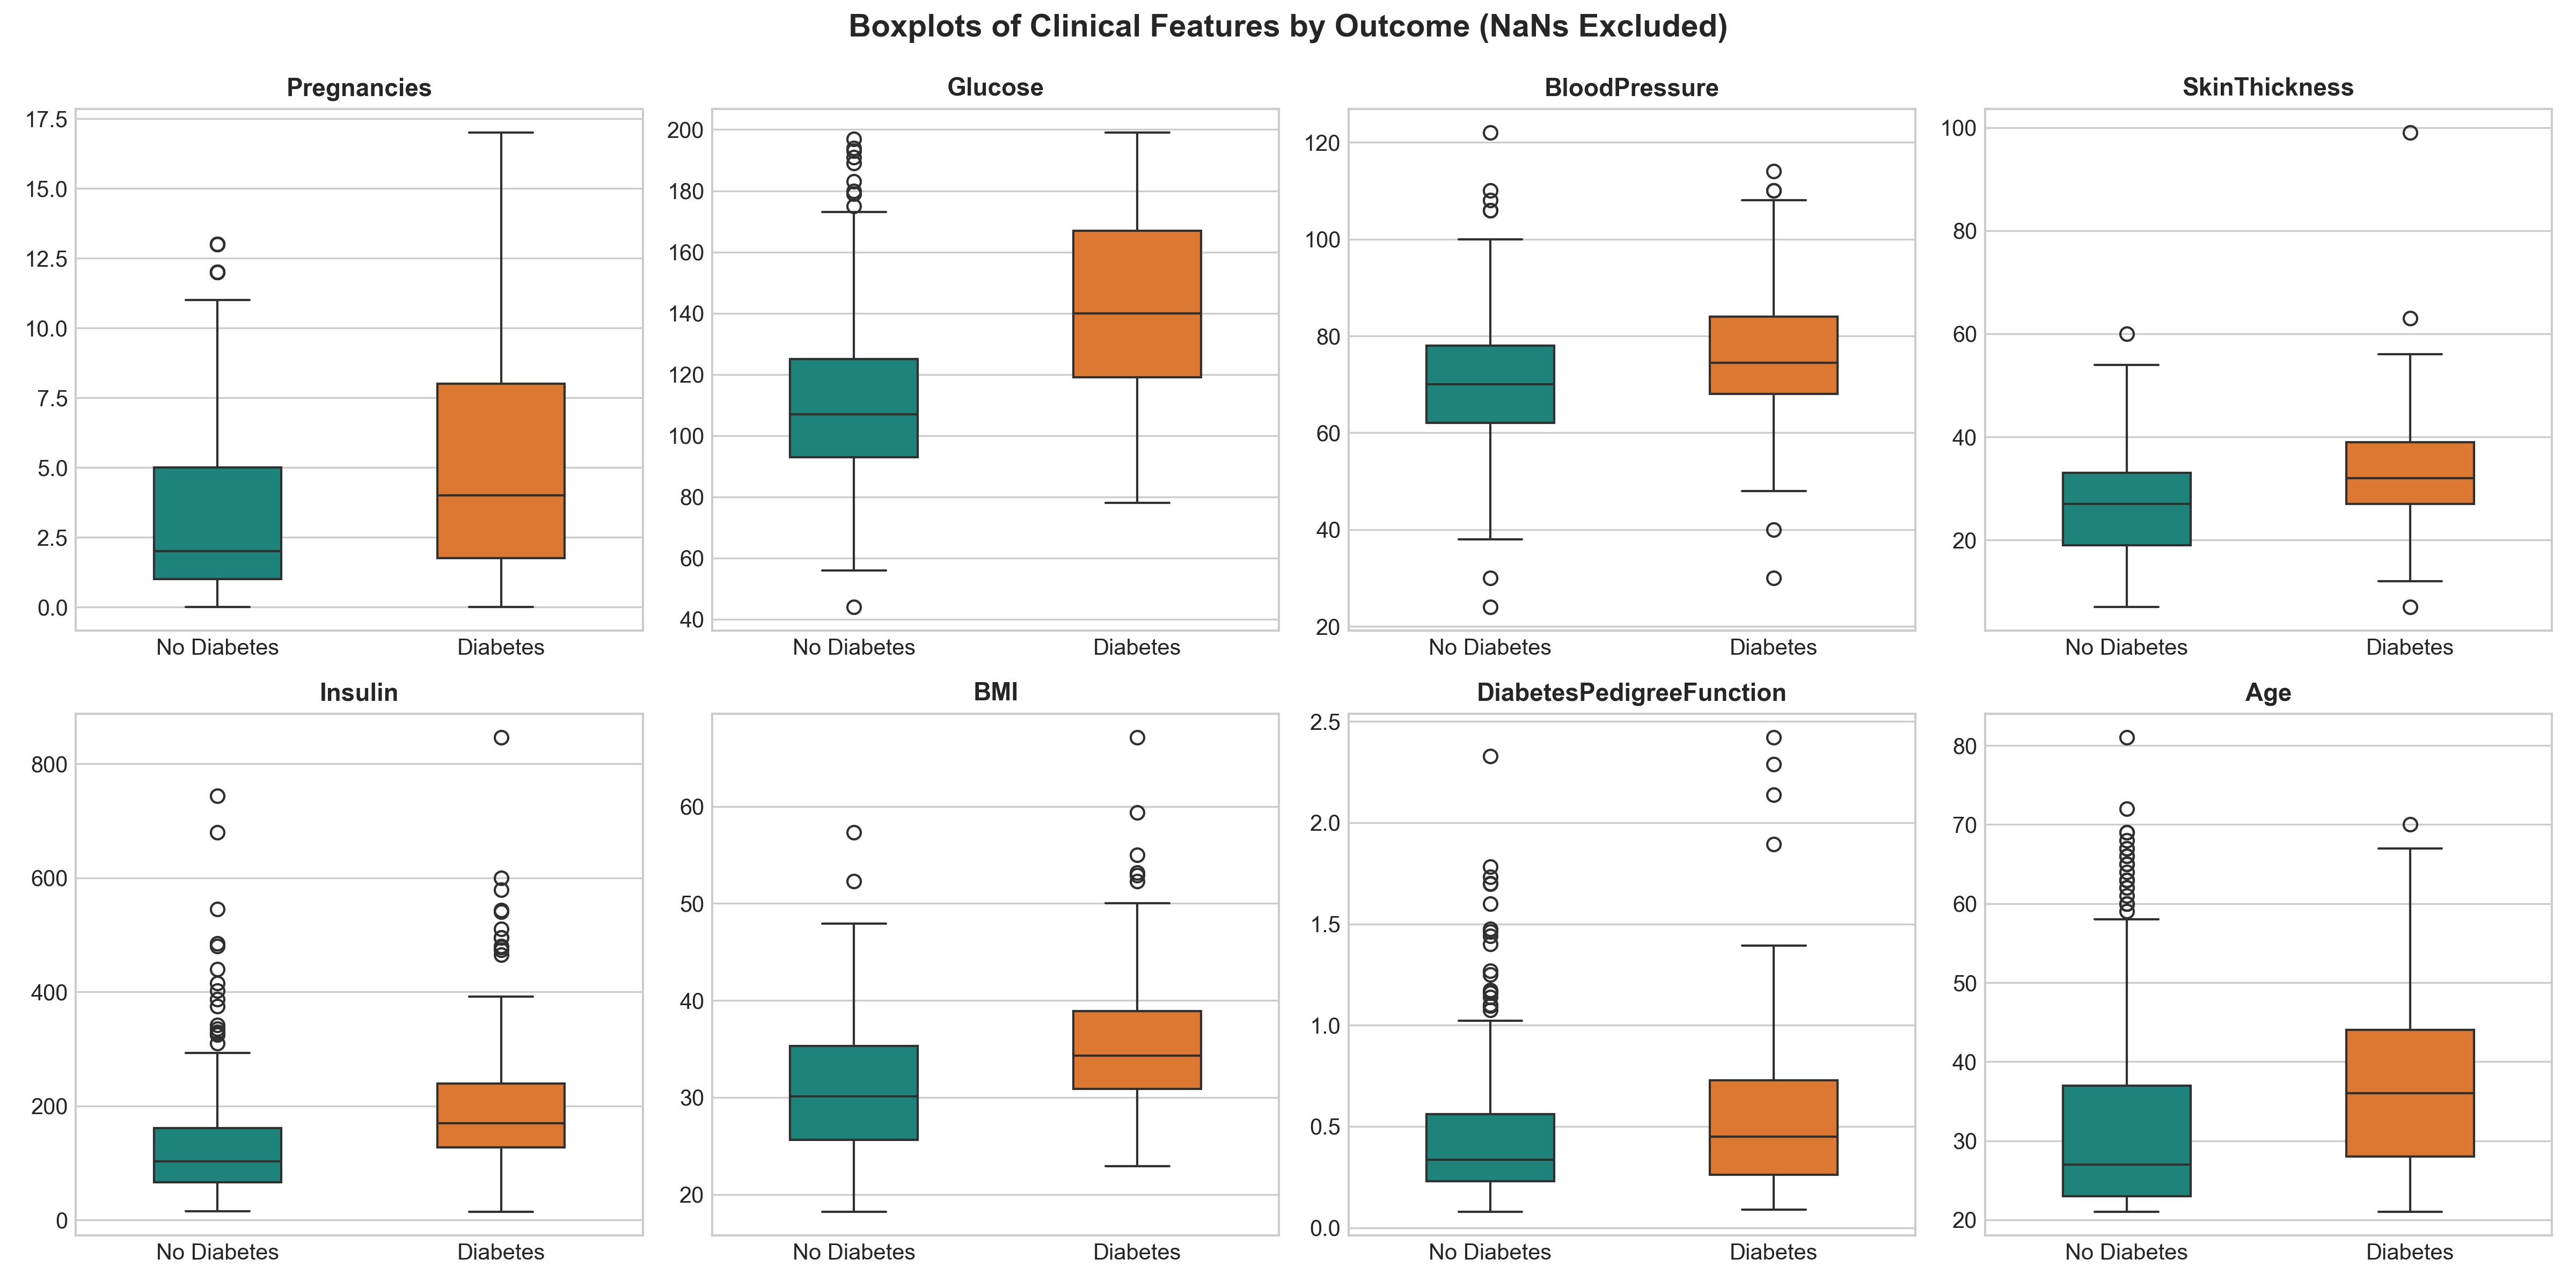 Boxplots of Clinical Features by Outcome (NaNs Excluded)
Pregnancies
17.5
15.0
12.5
10.0
7.5
5.0
2.5
0.0
No Diabetes
Diabetes
Glucose
200
180
160
140
120
100
80
60
40
No Diabetes
Diabetes
BloodPressure
120
100
80
60
40
20
No Diabetes
Diabetes
SkinThickness
100
80
60
40
20
No Diabetes
Diabetes
Insulin
800
600
400
200
0
No Diabetes
Diabetes
BMI
60
50
40
30
20
No Diabetes
Diabetes
DiabetesPedigreeFunction
2.5
2.0
1.5
1.0
0.5
0.0
No Diabetes
Diabetes
Age
80
70
60
50
40
30
20
No Diabetes
Diabetes